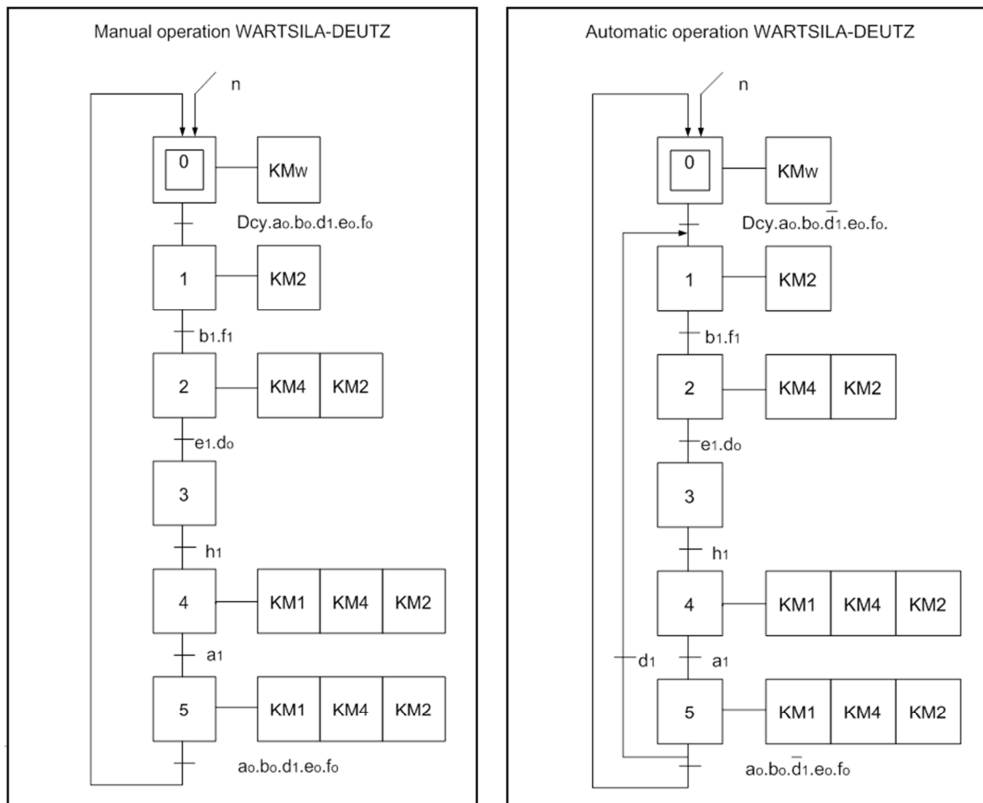 Manual operation WARTSILA-DEUTZ
n
0
KMw
Dcy.a₀.b₀.d₁.e₀.f₀
1
KM2
b₁.f₁
2
KM4 KM2
e₁.d₀
3
h₁
4
KM1 KM4 KM2
a₁
5
KM1 KM4 KM2
a₀.b₀.d₁.e₀.f₀
Automatic operation WARTSILA-DEUTZ
n
0
KMw
Dcy.a₀.b₀.d̅₁.e₀.f₀.
1
KM2
b₁.f₁
2
KM4 KM2
e₁.d₀
3
h₁
4
KM1 KM4 KM2
d₁
a₁
5
KM1 KM4 KM2
a₀.b₀.d̅₁.e₀.f₀